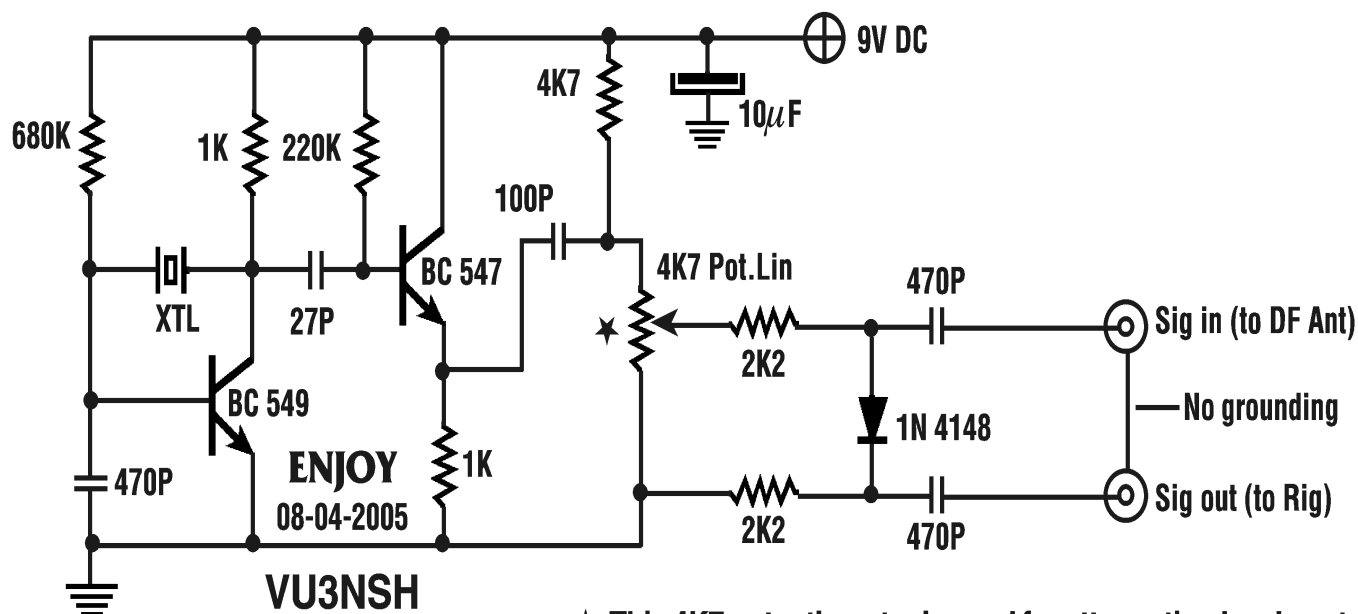 9V DC
4K7
10μF
680K
1K
220K
100P
BC 547
4K7 Pot.Lin
470P
XTL
27P
★
2K2
Sig in (to DF Ant)
BC 549
1N 4148
No grounding
470P
ENJOY
1K
08-04-2005
2K2
470P
Sig out (to Rig)
VU3NSH